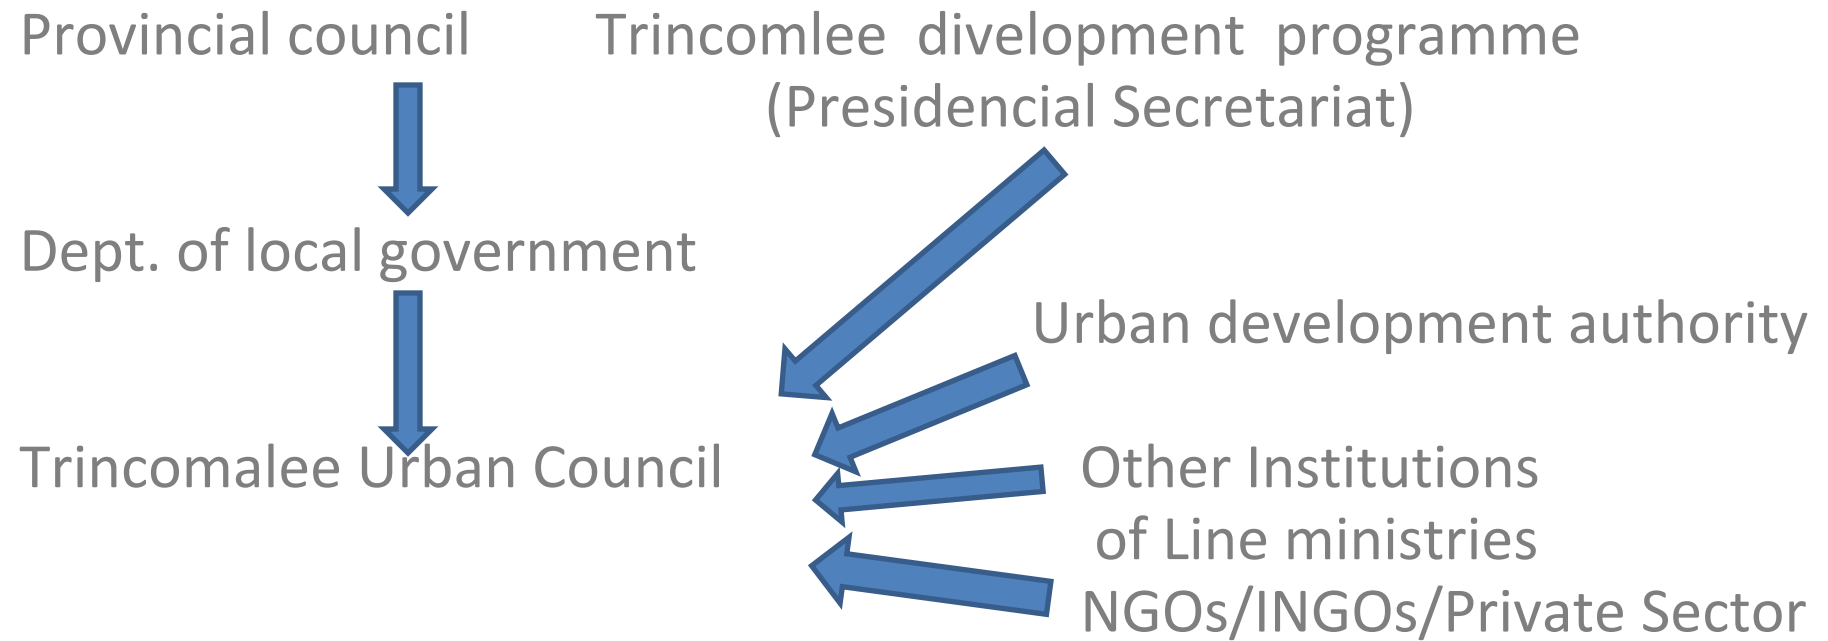 Provincial council
Trincomlee divelopment programme
(Presidencial Secretariat)
Dept. of local government
Urban development authority
Trincomalee Urban Council
Other Institutions
of Line ministries
NGOs/INGOs/Private Sector